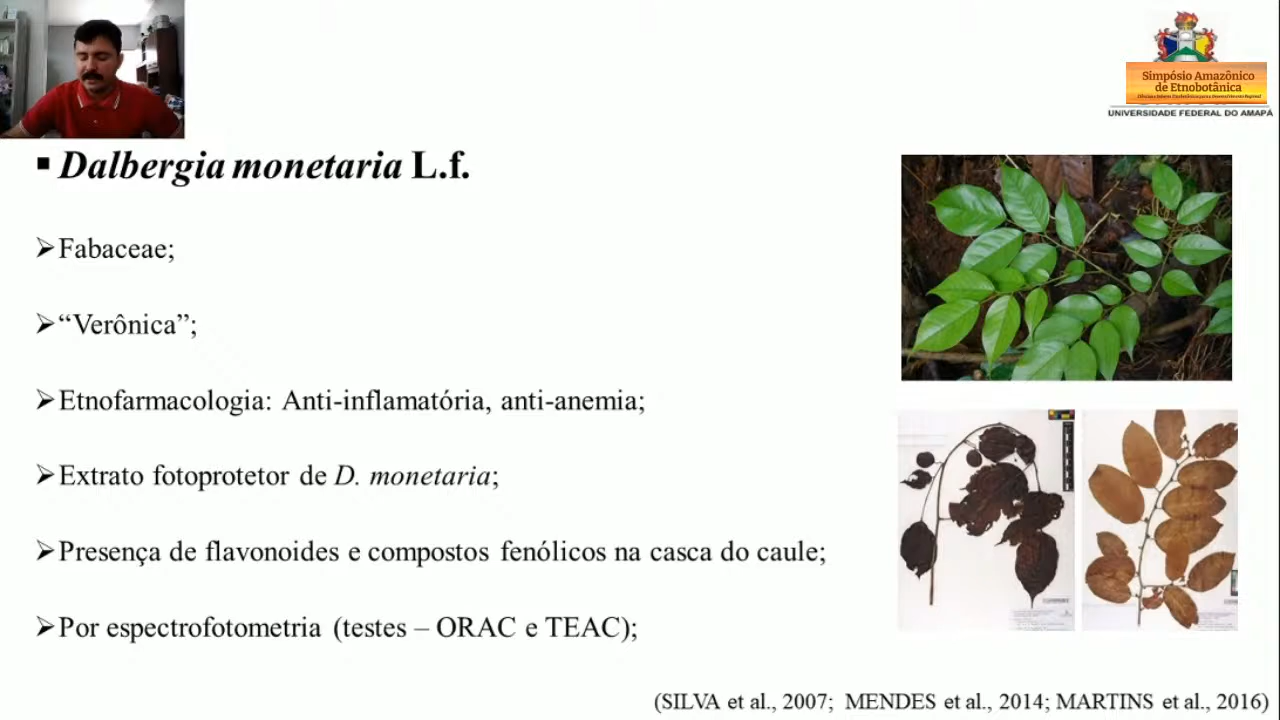 Simpósio Amazônico
de Etnobotânica
UNIVERSIDADE FEDERAL DO AMAPÁ
▪ Dalbergia monetaria L.f.
➢Fabaceae;
➢“Verônica”;
➢Etnofarmacologia: Anti-inflamatória, anti-anemia;
➢Extrato fotoprotetor de D. monetaria;
➢Presença de flavonoides e compostos fenólicos na casca do caule;
➢Por espectrofotometria (testes – ORAC e TEAC);
(SILVA et al., 2007; MENDES et al., 2014; MARTINS et al., 2016)